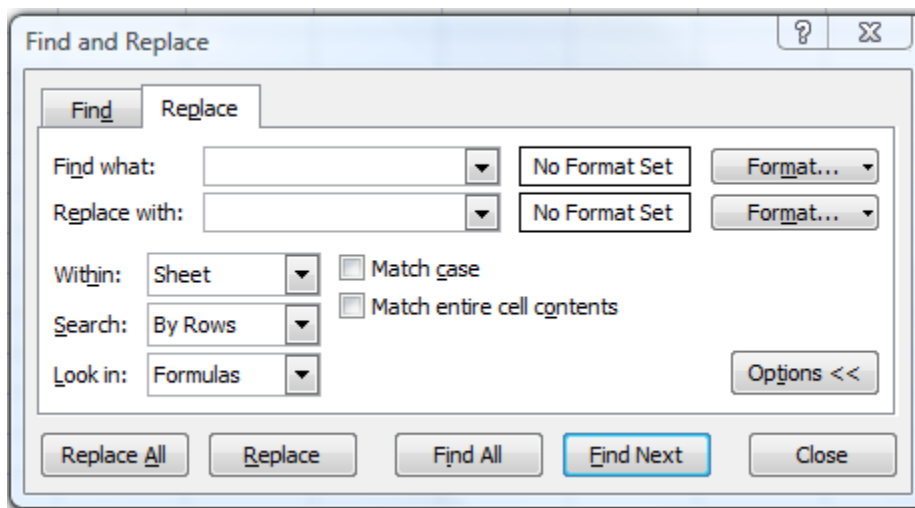 Find and Replace
Find Replace
Find what: No Format Set Format...
Replace with: No Format Set Format...
Within: Sheet Match case
Match entire cell contents
Search: By Rows
Look in: Formulas Options <<
Replace All Replace Find All Find Next Close